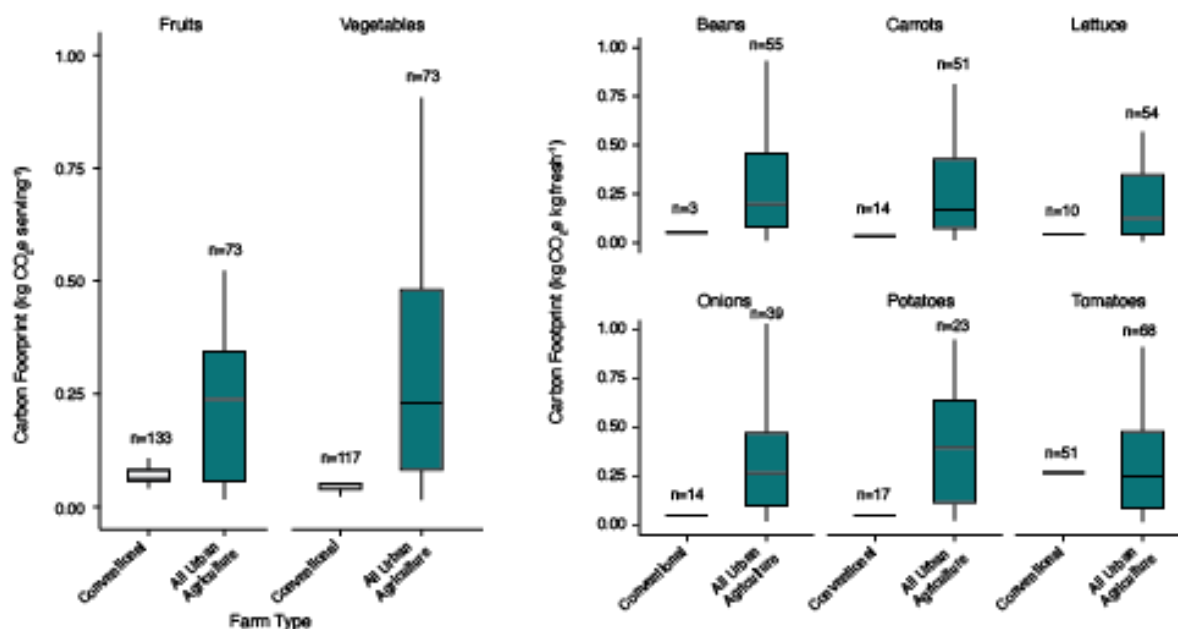 Fruits
Vegetables
Carbon Foorprint (kg CO₂e serving⁻¹)
1.00
0.75
0.50
0.25
0.00
n=133
n=73
n=117
n=73
Conventional
All Urban
Agriculture
Conventional
All Urban
Agriculture
Farm Type
Beans
Carrots
Lettuce
Carbon Footprint (kg CO₂e kgfresh⁻¹)
1.00
0.75
0.50
0.25
0.00
n=3
n=55
n=14
n=51
n=10
n=54
Onions
Potatoes
Tomatoes
1.00
0.75
0.50
0.25
0.00
n=14
n=39
n=17
n=23
n=51
n=68
Conventional
All Urban
Agriculture
Conventional
All Urban
Agriculture
Conventional
All Urban
Agriculture